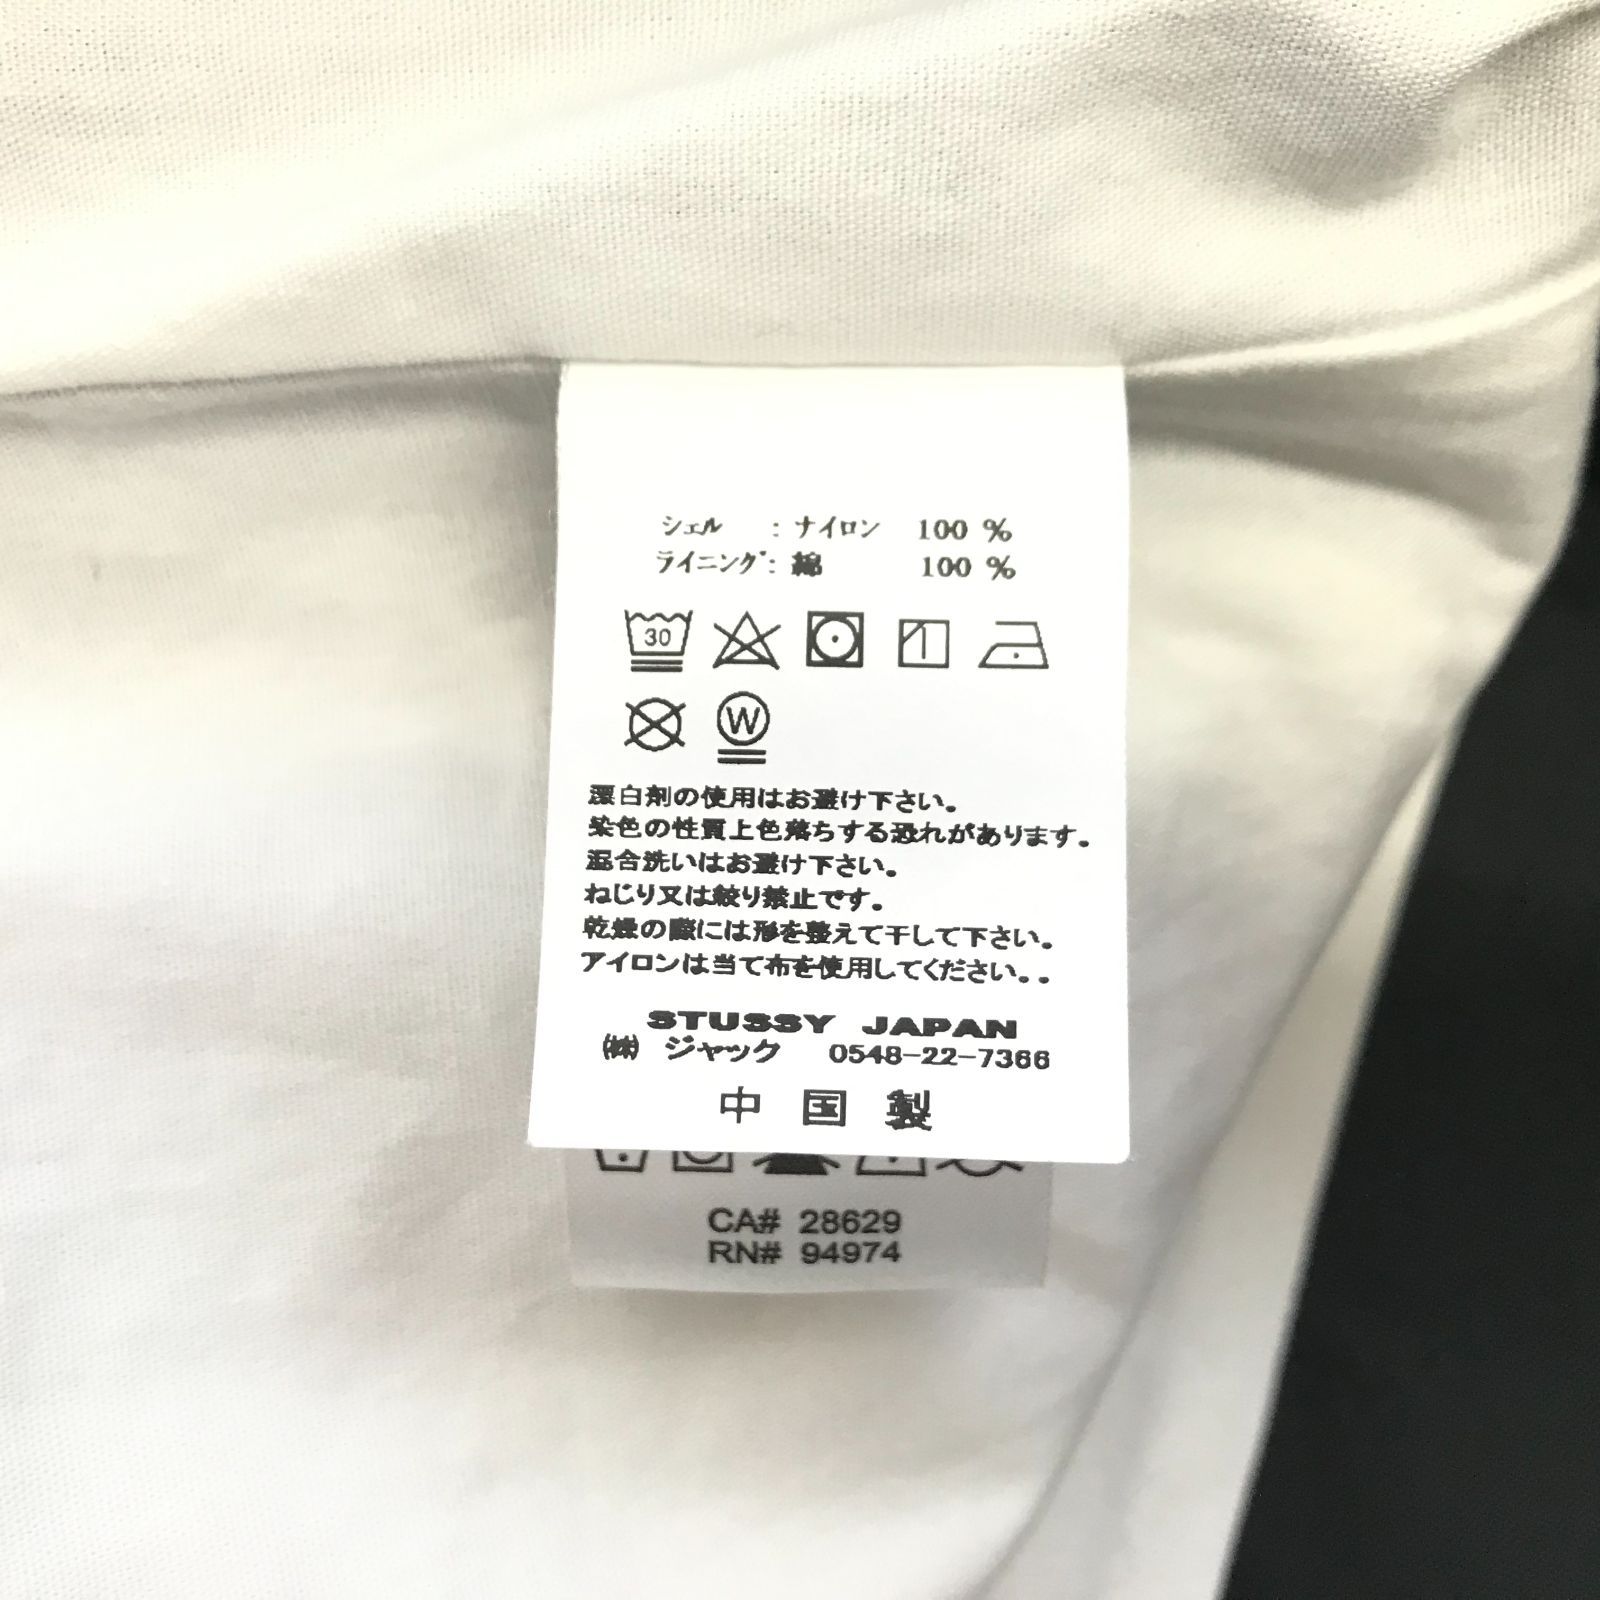 シェル : ナイロン 100 %
ライニング: 綿 100 %
30
W
漂白剤の使用はお避け下さい。
染色の性質上色落ちする恐れがあります。
混合洗いはお避け下さい。
ねじり又は絞り禁止です。
乾燥の際には形を整えて干して下さい。
アイロンは当て布を使用してください。。
STUSSY JAPAN
㈱ ジャック 0548-22-7366
中国製
CA# 28629
RN# 94974